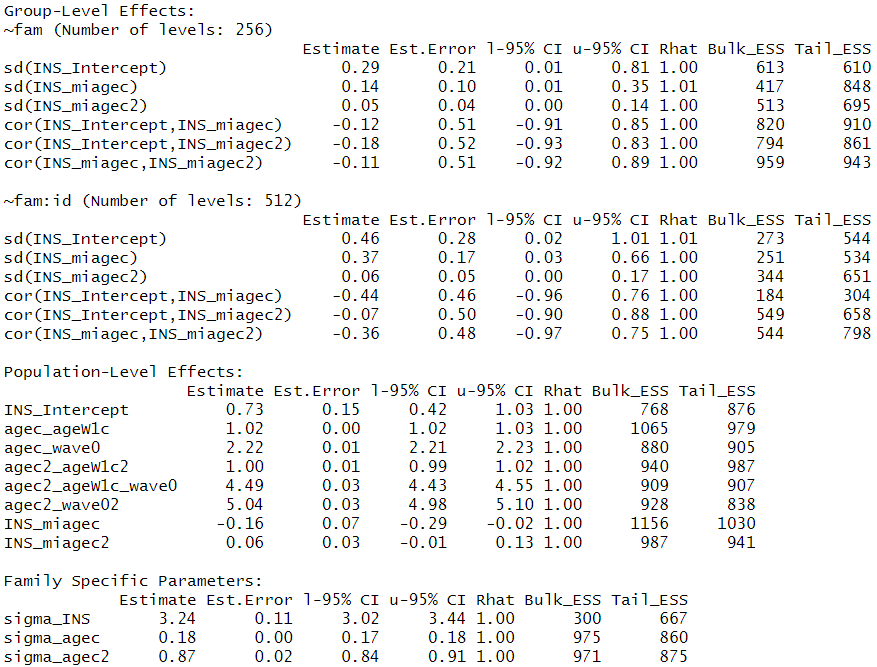 Group-Level Effects:
~fam (Number of levels: 256)
Estimate Est.Error l-95% CI u-95% CI Rhat Bulk_ESS Tail_ESS
sd(INS_Intercept) 0.29 0.21 0.01 0.81 1.00 613 610
sd(INS_miagec) 0.14 0.10 0.01 0.35 1.01 417 848
sd(INS_miagec2) 0.05 0.04 0.00 0.14 1.00 513 695
cor(INS_Intercept,INS_miagec) -0.12 0.51 -0.91 0.85 1.00 820 910
cor(INS_Intercept,INS_miagec2) -0.18 0.52 -0.93 0.83 1.00 794 861
cor(INS_miagec,INS_miagec2) -0.11 0.51 -0.92 0.89 1.00 959 943
~fam:id (Number of levels: 512)
Estimate Est.Error l-95% CI u-95% CI Rhat Bulk_ESS Tail_ESS
sd(INS_Intercept) 0.46 0.28 0.02 1.01 1.01 273 544
sd(INS_miagec) 0.37 0.17 0.03 0.66 1.00 251 534
sd(INS_miagec2) 0.06 0.05 0.00 0.17 1.00 344 651
cor(INS_Intercept,INS_miagec) -0.44 0.46 -0.96 0.76 1.00 184 304
cor(INS_Intercept,INS_miagec2) -0.07 0.50 -0.90 0.88 1.00 549 658
cor(INS_miagec,INS_miagec2) -0.36 0.48 -0.97 0.75 1.00 544 798
Population-Level Effects:
Estimate Est.Error l-95% CI u-95% CI Rhat Bulk_ESS Tail_ESS
INS_Intercept 0.73 0.15 0.42 1.03 1.00 768 876
agec_ageW1c 1.02 0.00 1.02 1.03 1.00 1065 979
agec_wave0 2.22 0.01 2.21 2.23 1.00 880 905
agec2_ageW1c2 1.00 0.01 0.99 1.02 1.00 940 987
agec2_ageW1c_wave0 4.49 0.03 4.43 4.55 1.00 909 907
agec2_wave02 5.04 0.03 4.98 5.10 1.00 928 838
INS_miagec -0.16 0.07 -0.29 -0.02 1.00 1156 1030
INS_miagec2 0.06 0.03 -0.01 0.13 1.00 987 941
Family Specific Parameters:
Estimate Est.Error l-95% CI u-95% CI Rhat Bulk_ESS Tail_ESS
sigma_INS 3.24 0.11 3.02 3.44 1.00 300 667
sigma_agec 0.18 0.00 0.17 0.18 1.00 975 860
sigma_agec2 0.87 0.02 0.84 0.91 1.00 971 875